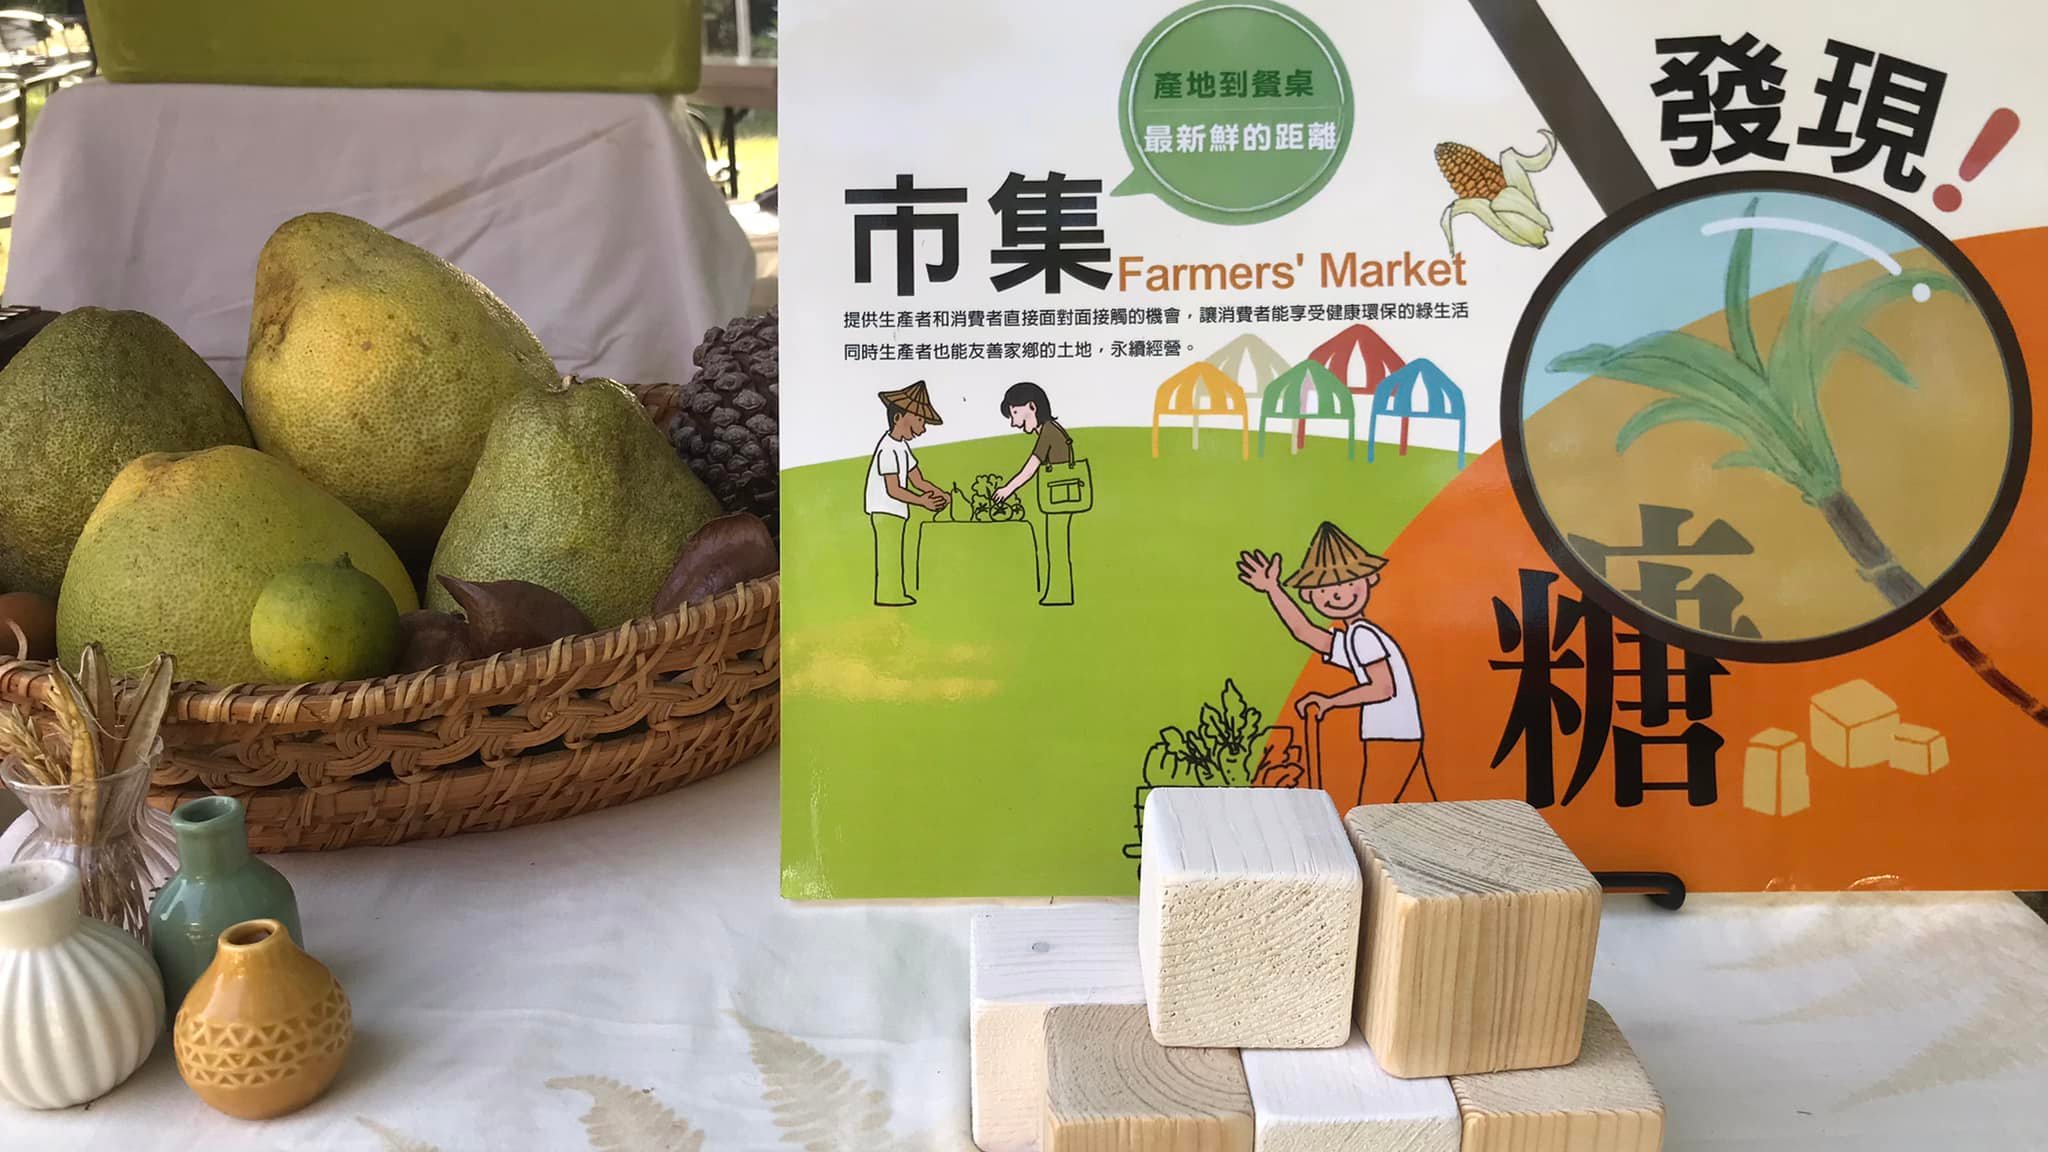 產地到餐桌
最新鮮的距離
市集 Farmers' Market
提供生產者和消費者直接面對面接觸的機會，讓消費者能享受健康環保的綠生活
同時生產者也能友善家鄉的土地，永續經營。
發現！
糖